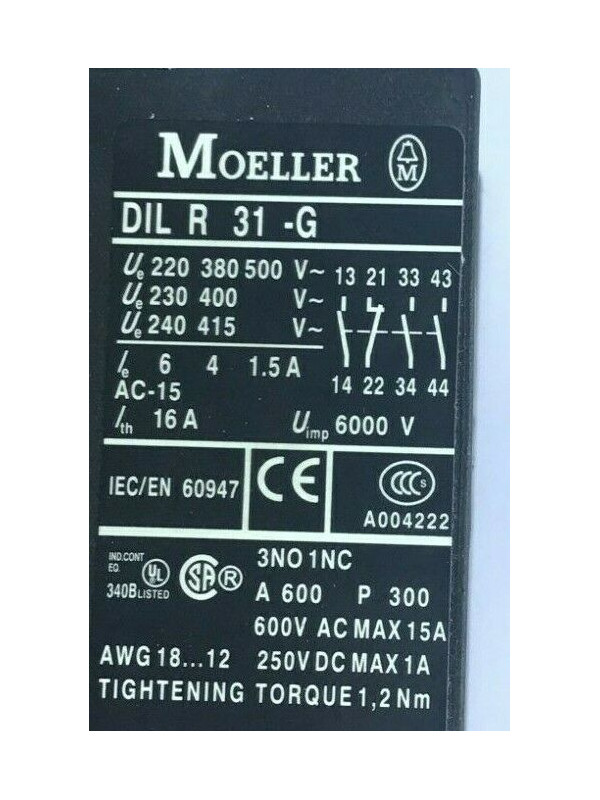 MOELLER M
DIL R 31 -G
Ue 220 380 500 V~ 13 21 33 43
Ue 230 400 V~
Ue 240 415 V~
Ie 6 4 1.5 A 14 22 34 44
AC-15
Ith 16 A Uimp 6000 V
IEC/EN 60947 CE CCC S
A004222
IND.CONT
EQ.
340B UL LISTED SA ® 3NO 1NC
A 600 P 300
600V AC MAX 15A
AWG 18...12 250V DC MAX 1A
TIGHTENING TORQUE 1,2 Nm